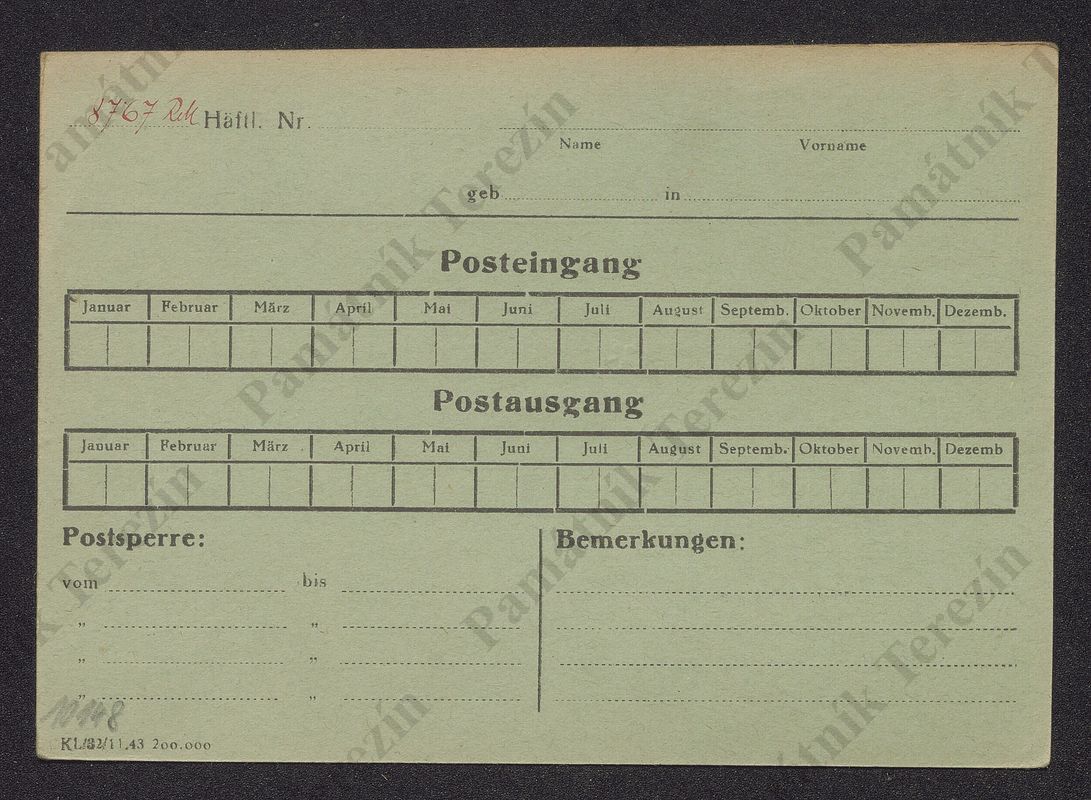 8767 RM Häftl. Nr.
Name Vorname
geb in
Posteingang
Januar Februar März April Mai Juni Juli August Septemb. Oktober Novemb. Dezemb.
Postausgang
Januar Februar März April Mai Juni Juli August Septemb. Oktober Novemb. Dezemb
Postsperre: Bemerkungen:
vom bis
„ „
„ „
„ „
10148
KL/32/11.43 200.000
Památník Terezín